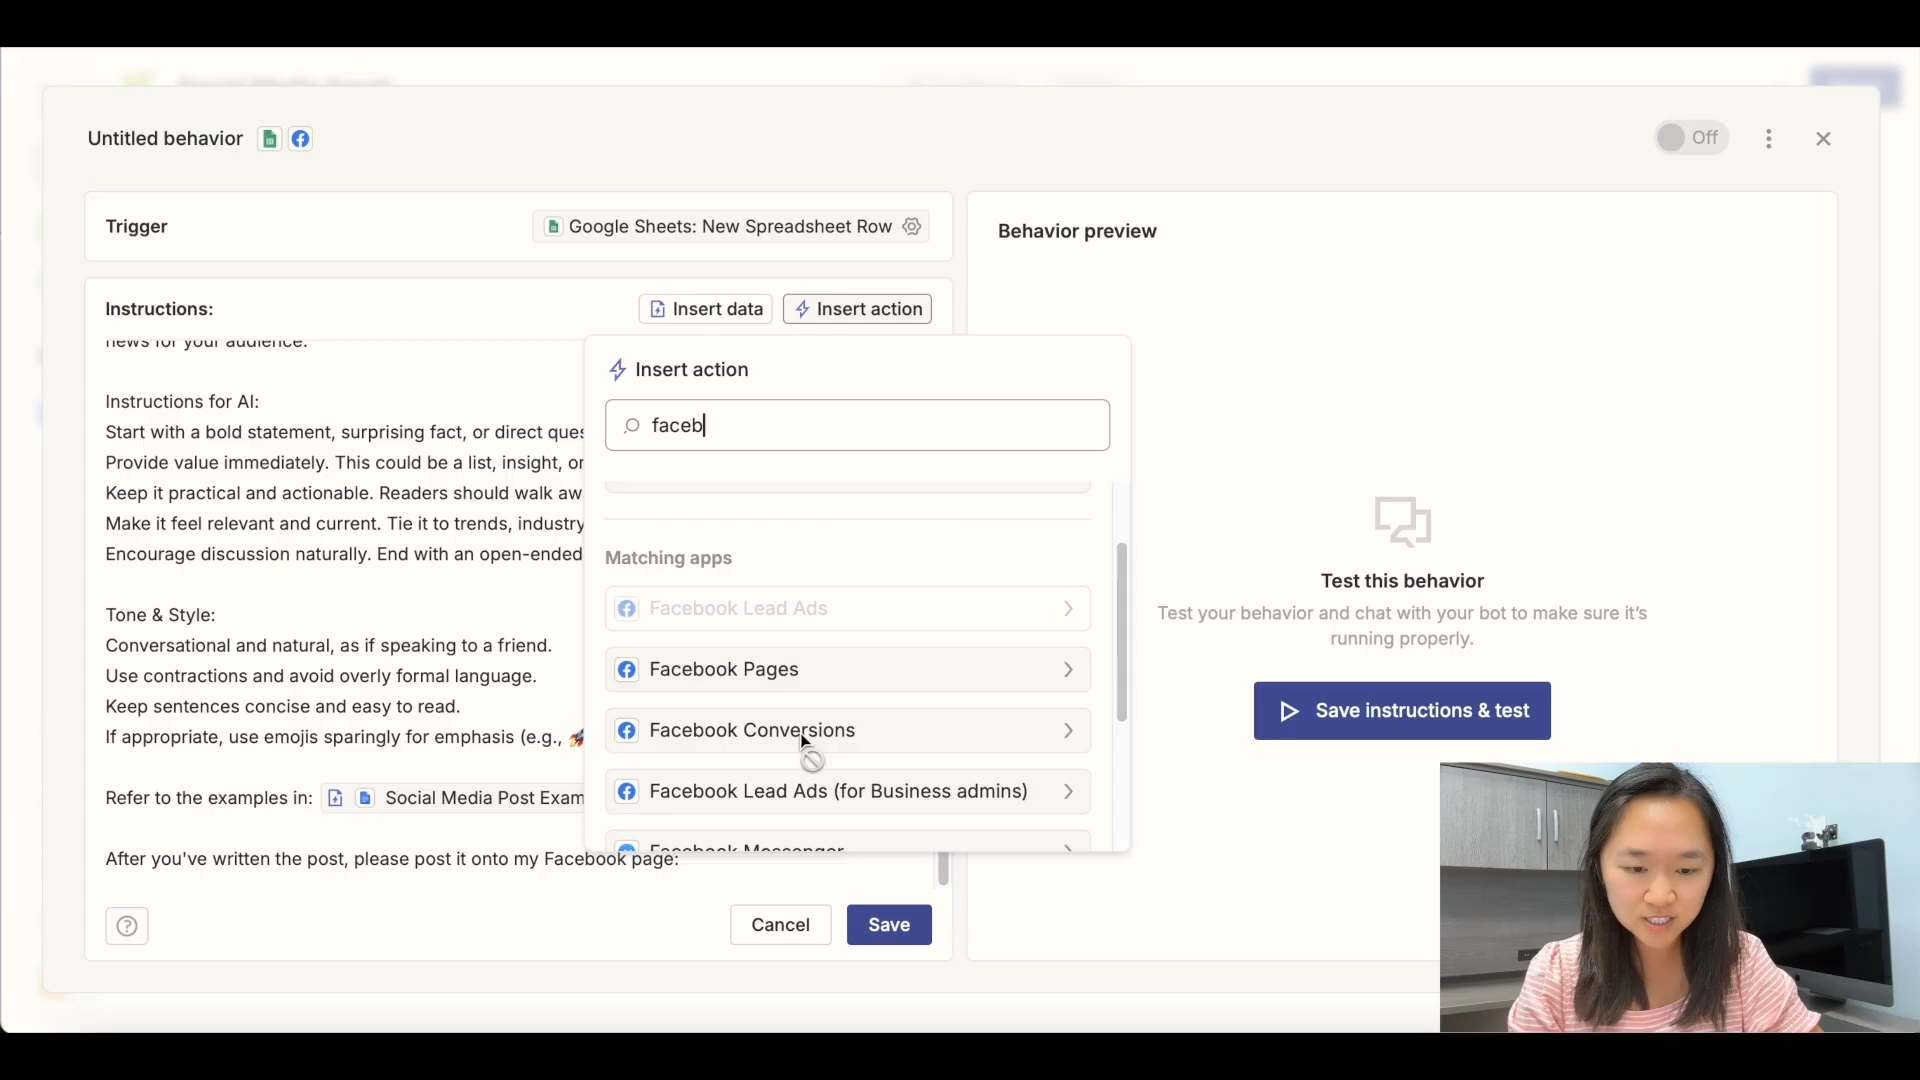 Untitled behavior
Off
Trigger
Google Sheets: New Spreadsheet Row
Behavior preview
Instructions:
Insert data
Insert action
news for your audience.
Insert action
Instructions for AI:
faceb
Start with a bold statement, surprising fact, or direct ques
Provide value immediately. This could be a list, insight, or
Keep it practical and actionable. Readers should walk aw
Make it feel relevant and current. Tie it to trends, industry
Encourage discussion naturally. End with an open-ended
Matching apps
Facebook Lead Ads
Facebook Pages
Facebook Conversions
Facebook Lead Ads (for Business admins)
Facebook Messenger
Test this behavior
Test your behavior and chat with your bot to make sure it's
running properly.
Save instructions & test
Tone & Style:
Conversational and natural, as if speaking to a friend.
Use contractions and avoid overly formal language.
Keep sentences concise and easy to read.
If appropriate, use emojis sparingly for emphasis (e.g., 🚀
Refer to the examples in: Social Media Post Exam
After you've written the post, please post it onto my Facebook page:
Cancel
Save